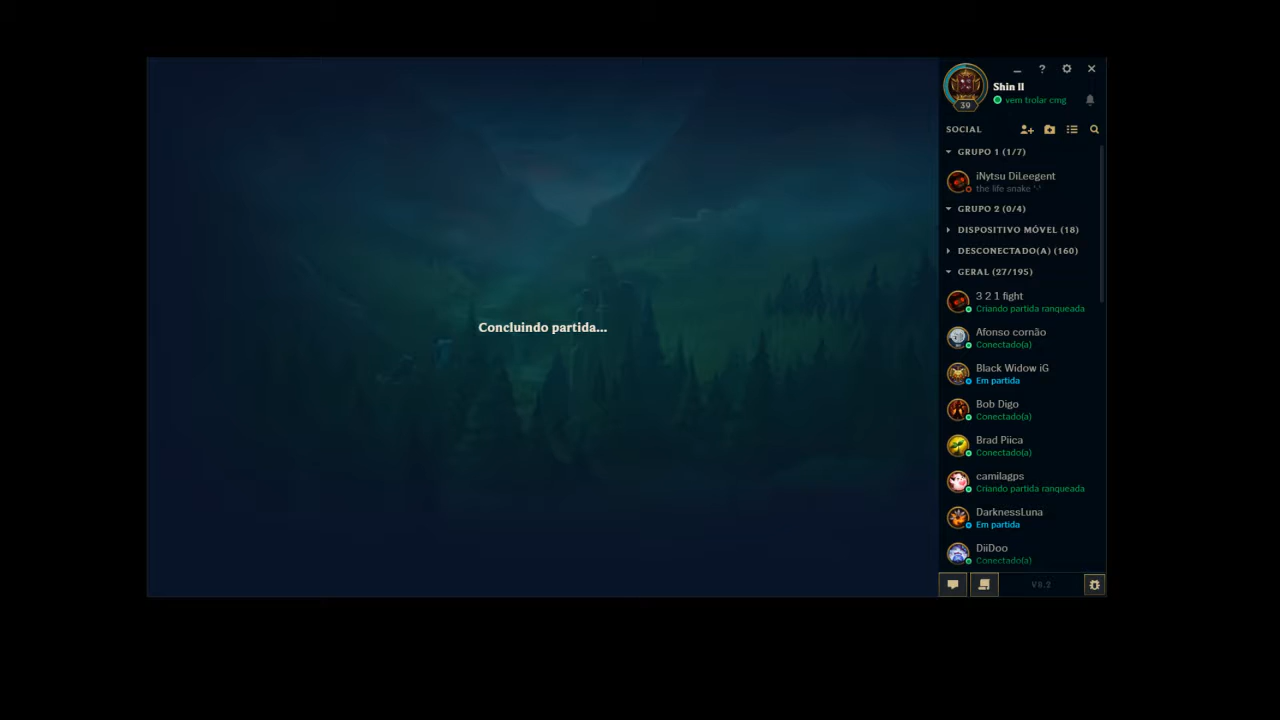 Shin II
vem trolar cmg
39
SOCIAL
GRUPO 1 (1/7)
iNytsu DiLeegent
the life snake '-'
GRUPO 2 (0/4)
DISPOSITIVO MÓVEL (18)
DESCONECTADO(A) (160)
GERAL (27/195)
3 2 1 fight
Criando partida ranqueada
Afonso cornão
Conectado(a)
Black Widow iG
Em partida
Bob Digo
Conectado(a)
Brad Piica
Conectado(a)
camilagps
Criando partida ranqueada
DarknessLuna
Em partida
DiiDoo
Conectado(a)
V8.2
Concluindo partida...